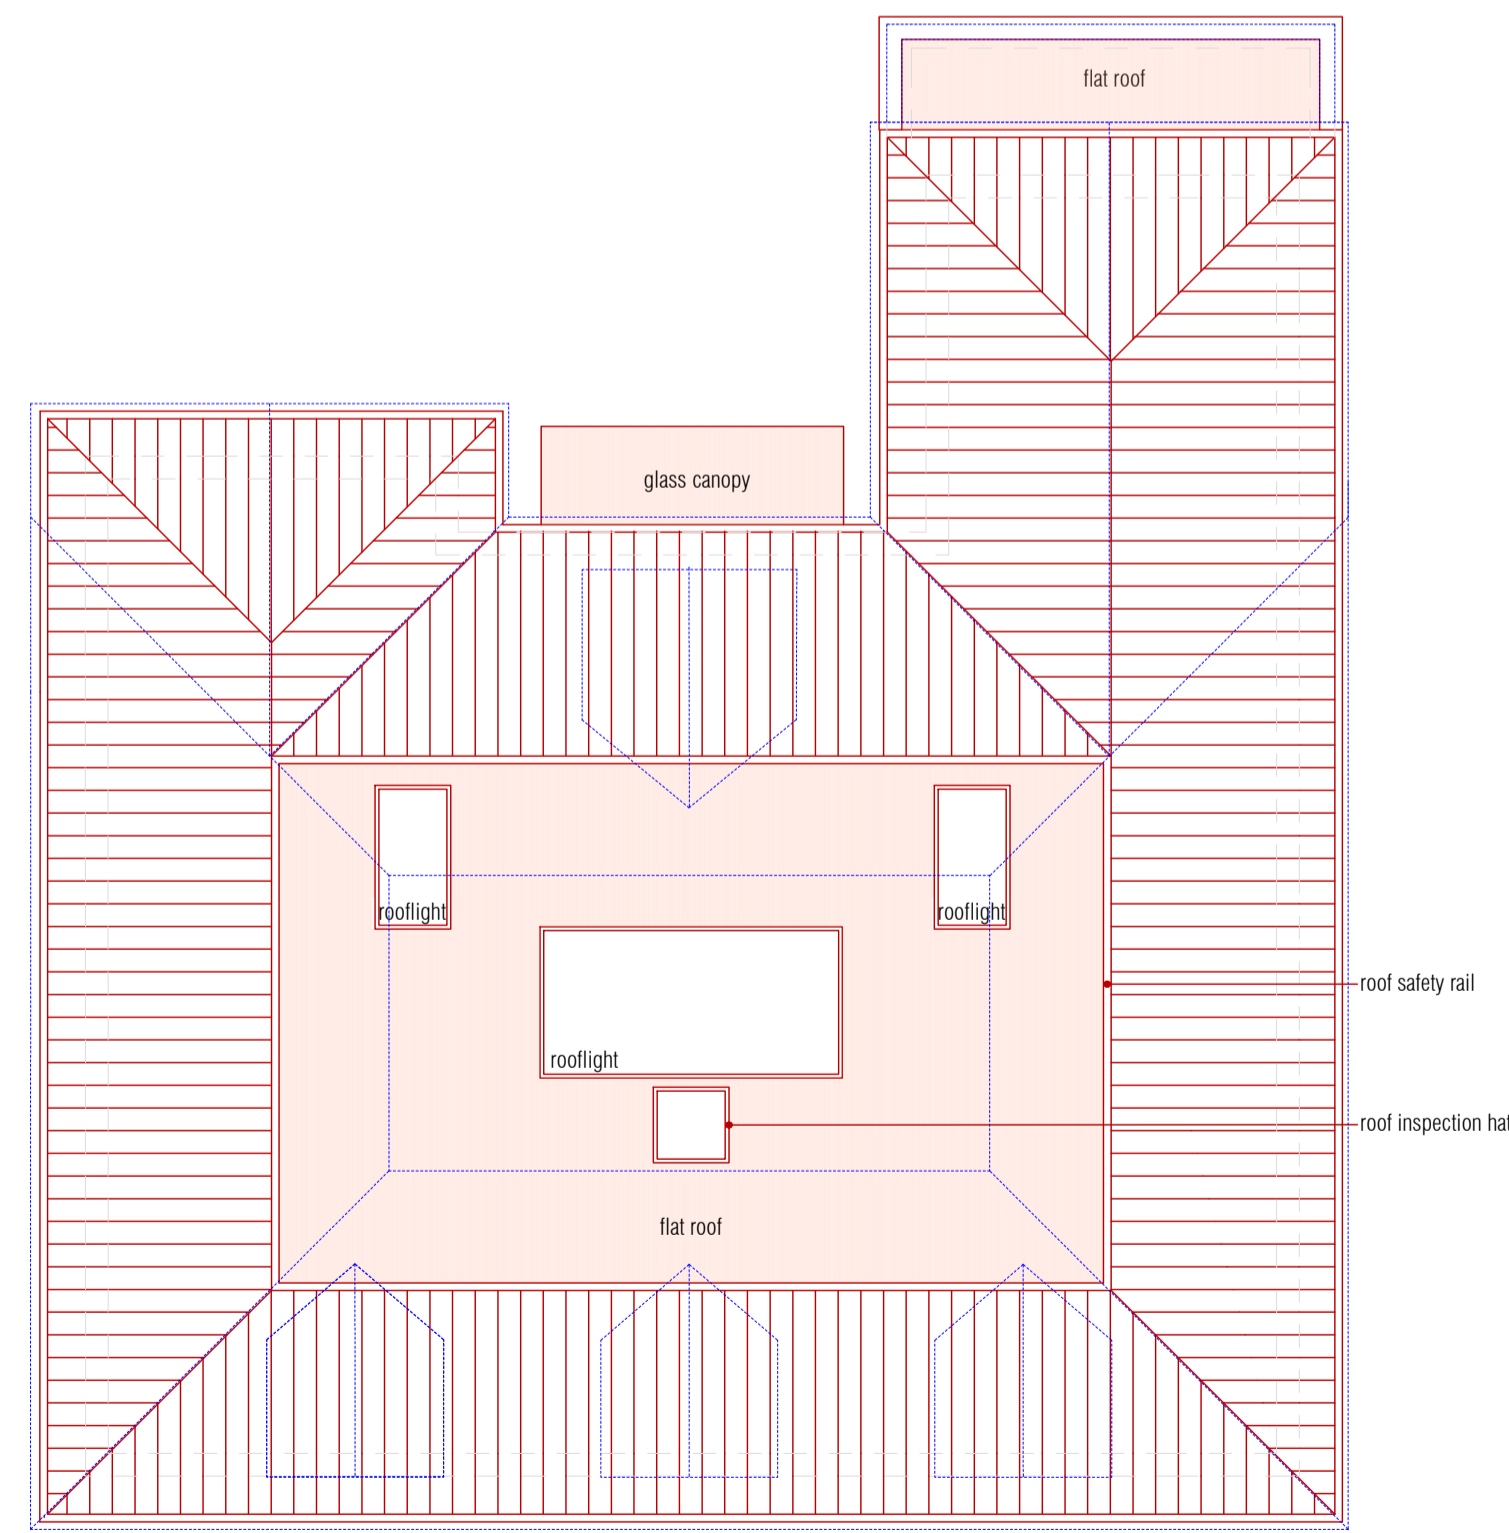 flat roof
glass canopy
rooflight
rooflight
roof safety rail
rooflight
roof inspection hat
flat roof